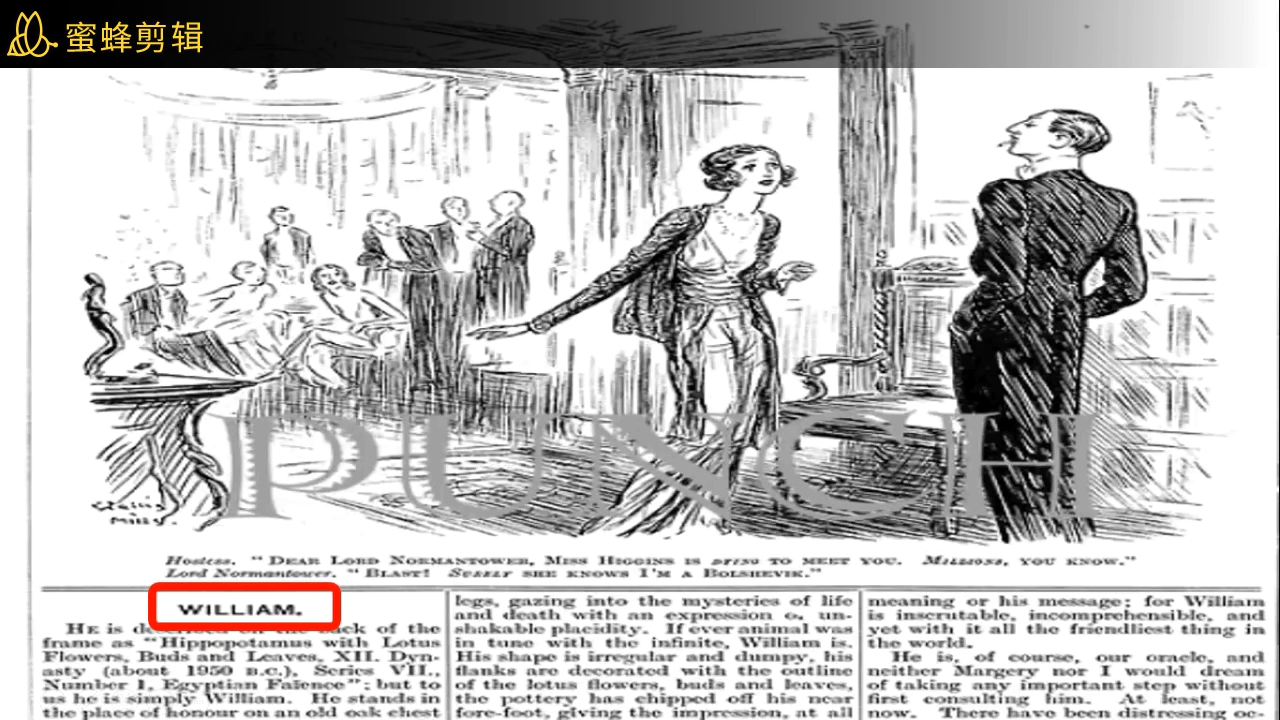 蜜蜂剪辑
PUNCH
Hostess. "DEAR LORD NORMANTOWER, MISS HIGGINS IS DYING TO MEET YOU. MILLIONS, YOU KNOW."
Lord Normantower. "BLAST! SURELY SHE KNOWS I'M A BOLSHEVIK."
WILLIAM.
HE is on the back of the
frame as "Hippopotamus with Lotus
Flowers, Buds and Leaves, XII. Dyn-
asty (about 1950 B.C.), Series VII.,
Number 1, Egyptian Faïence"; but to
us he is simply William. He stands in
the place of honour on an old oak chest
legs, gazing into the mysteries of life
and death with an expression of un-
shakable placidity. If ever animal was
in tune with the infinite, William is.
His shape is irregular and dumpy, his
flanks are decorated with the outline
of the lotus flowers, buds and leaves,
the pottery has chipped off his near
fore-foot, giving the impression, at all
meaning or his message; for William
is inscrutable, incomprehensible, and
yet with it all the friendliest thing in
the world.
He is, of course, our oracle, and
neither Margery nor I would dream
of taking any important step without
first consulting him. At least, not
now. There have been distressing oc-